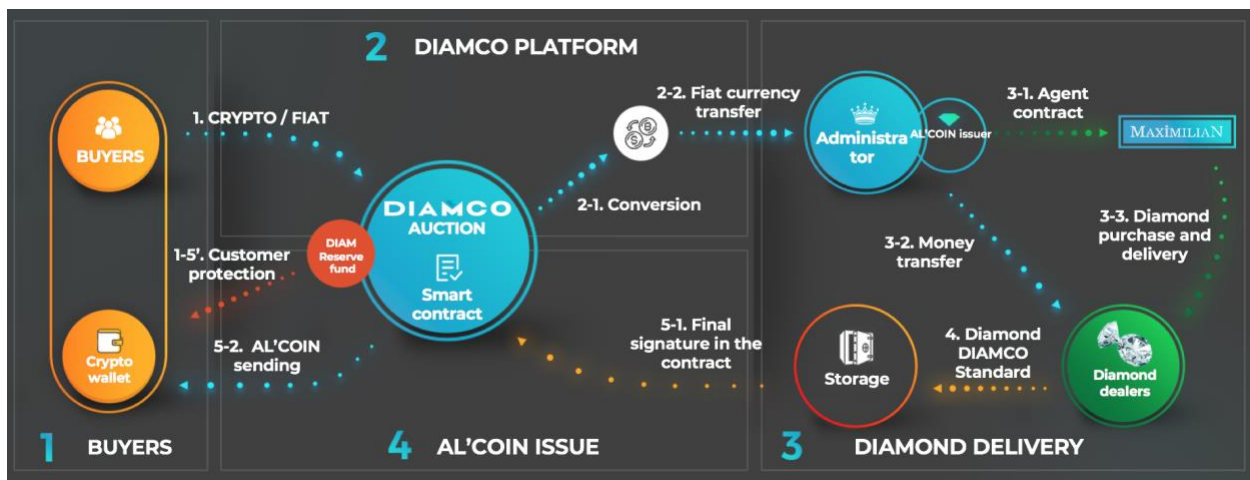 2 DIAMCO PLATFORM
BUYERS
1. CRYPTO / FIAT
DIAMCO
AUCTION
Smart
contract
DIAM
Reserve
fund
1-5'. Customer
protection
Crypto
wallet
5-2. AL’COIN
sending
2-1. Conversion
2-2. Fiat currency
transfer
Administra
tor
AL'COIN issuer
3-1. Agent
contract
MAXİMILIAN
3-2. Money
transfer
3-3. Diamond
purchase and
delivery
Diamond
dealers
4. Diamond
DIAMCO
Standard
Storage
5-1. Final
signature in the
contract
1 BUYERS
4 AL’COIN ISSUE
3 DIAMOND DELIVERY